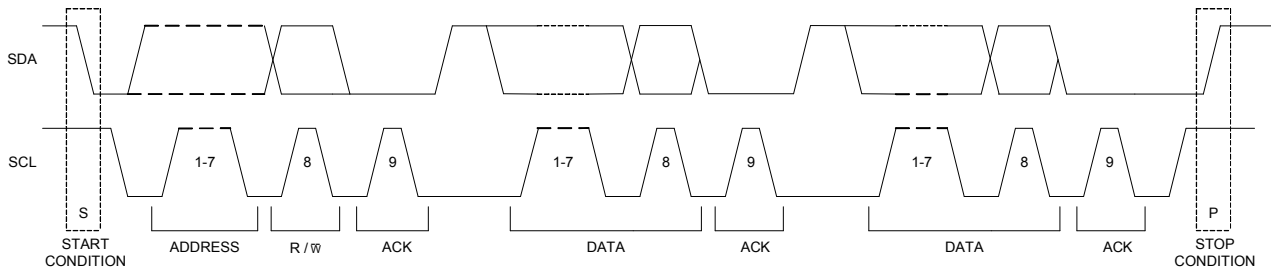 SDA
SCL
1-7
8
9
1-7
8
9
1-7
8
9
S
P
START
CONDITION
ADDRESS
R / W̅
ACK
DATA
ACK
DATA
ACK
STOP
CONDITION